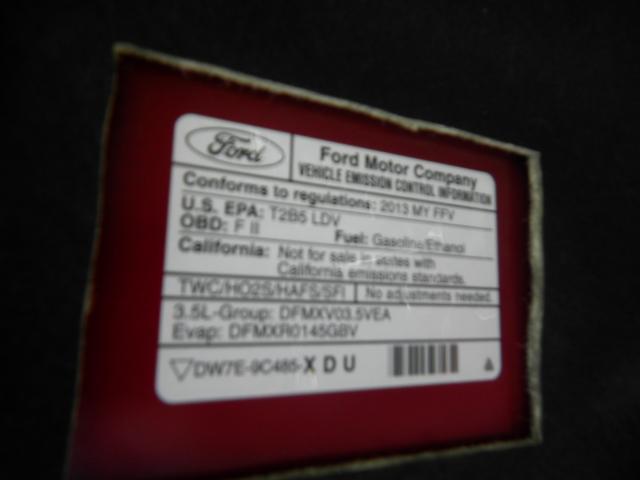 Ford
Ford Motor Company
VEHICLE EMISSION CONTROL INFORMATION
Conforms to regulations: 2013 MY FFV
U.S. EPA: T2B5 LDV
OBD: F II Fuel: Gasoline/Ethanol
California: Not for sale in states with
California emissions standards.
TWC/HO2S/HAFS/SFI No adjustments needed.
3.5L-Group: DFMXV03.5VEA
Evap: DFMXR0145GBV
DW7E-9C485-XDU